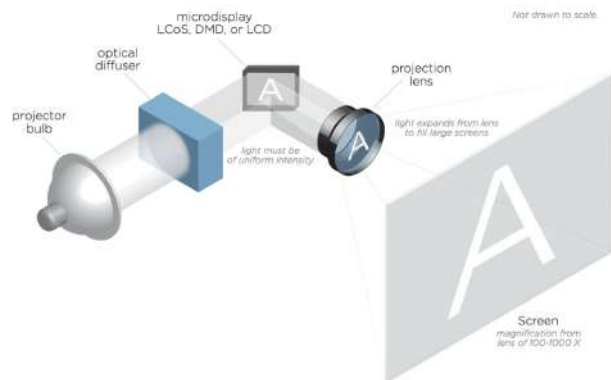 Not drawn to scale.
microdisplay
LCoS, DMD, or LCD
optical
diffuser
projection
lens
projector
bulb
light expands from lens
to fill large screens
light must be
of uniform intensity
A
A
A
Screen
magnification from
lens of 100-1000 X